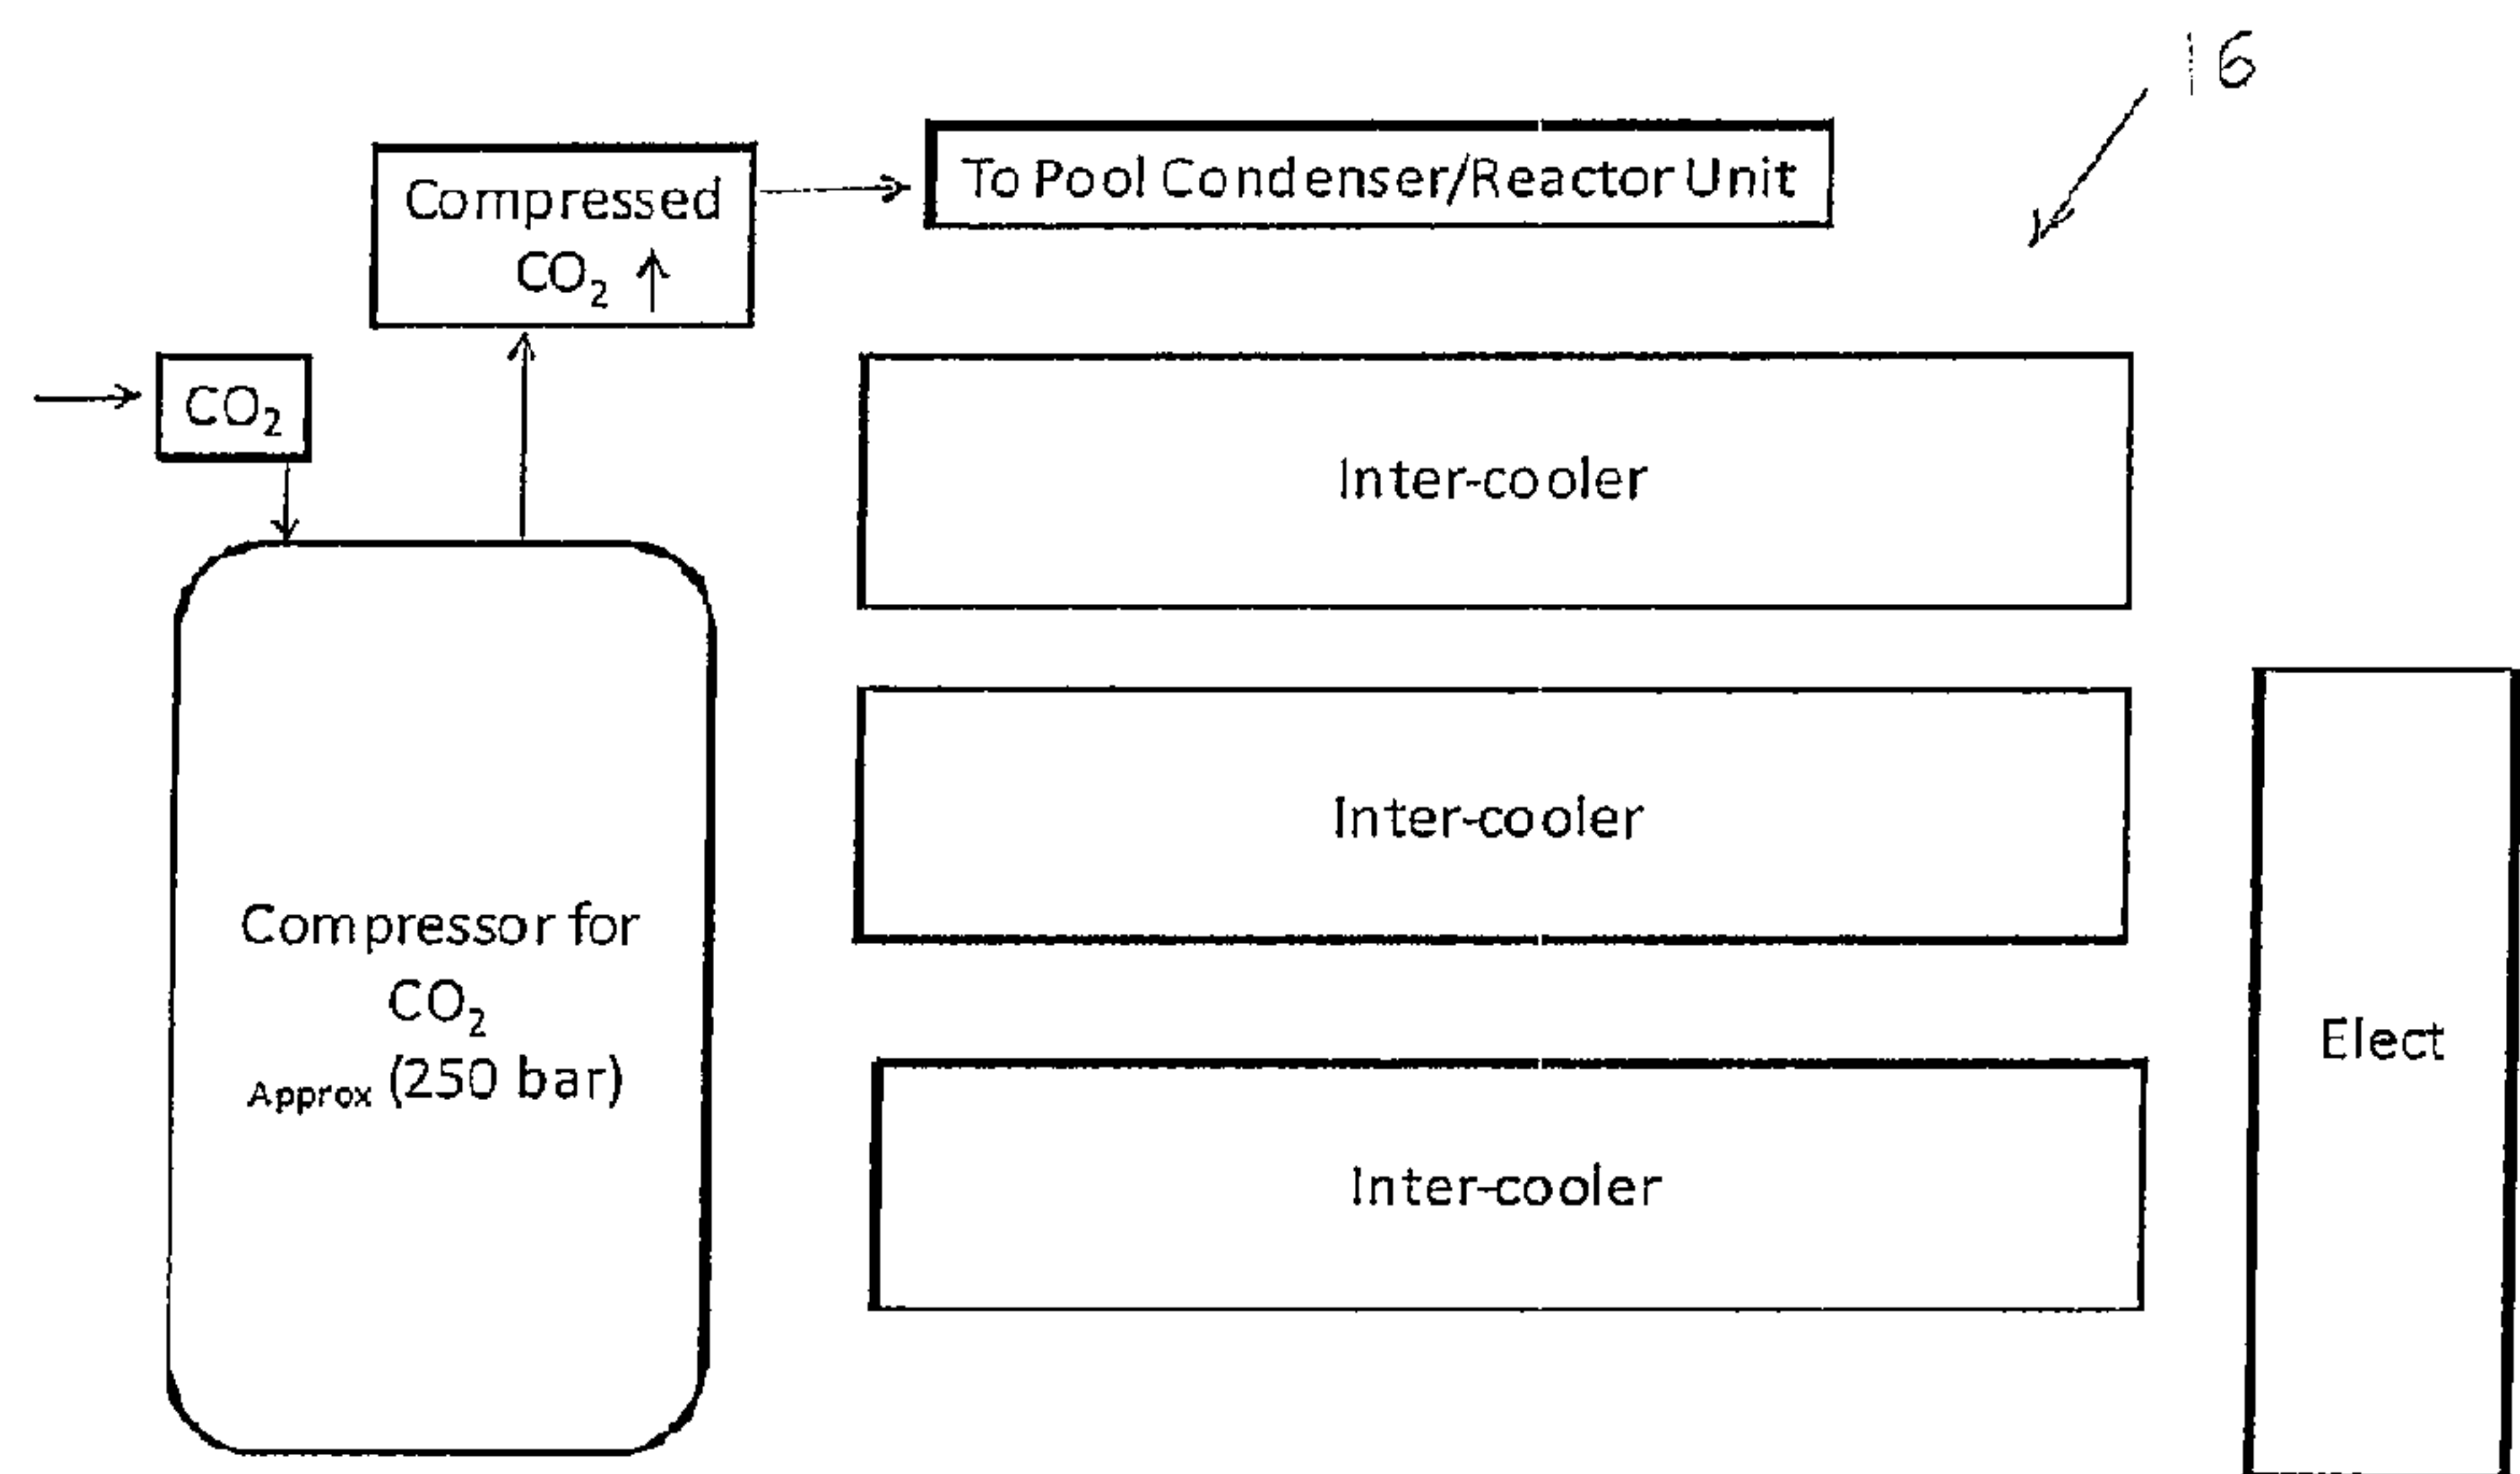 16
To Pool Condenser/Reactor Unit
Compressed
CO₂ ↑
CO₂
Inter-cooler
Inter-cooler
Compressor for
CO₂
Approx (250 bar)
Elect
Inter-cooler